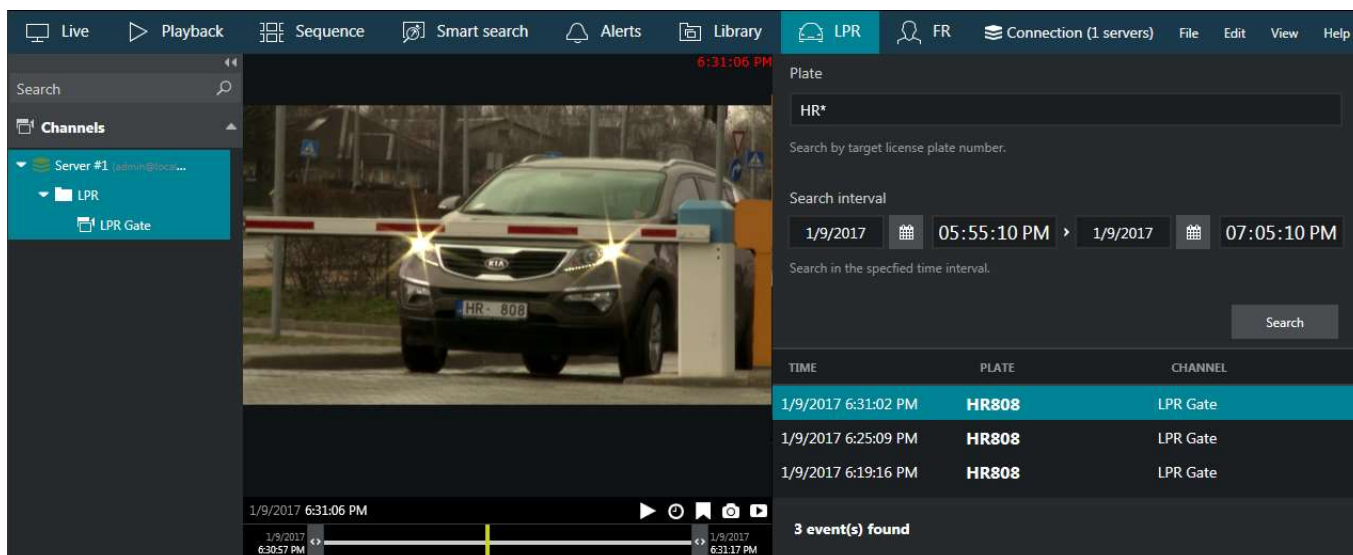 Live
Playback
Sequence
Smart search
Alerts
Library
LPR
FR
Connection (1 servers)
File
Edit
View
Help
Search
Channels
Server #1 (admin@local...
LPR
LPR Gate
6:31:06 PM
KIA
HR- 808
1/9/2017 6:31:06 PM
1/9/2017
6:30:57 PM
1/9/2017
6:31:17 PM
Plate
HR*
Search by target license plate number.
Search interval
1/9/2017
05:55:10 PM
1/9/2017
07:05:10 PM
Search in the specfied time interval.
Search
TIME PLATE CHANNEL
1/9/2017 6:31:02 PM HR808 LPR Gate
1/9/2017 6:25:09 PM HR808 LPR Gate
1/9/2017 6:19:16 PM HR808 LPR Gate
3 event(s) found